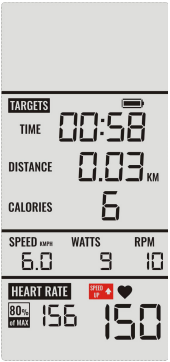 TARGETS
TIME 00:58
DISTANCE 0.03 KM
CALORIES 6
SPEED KMPH WATTS RPM
6.0 9 10
HEART RATE SPEED UP
80% of MAX 156 150